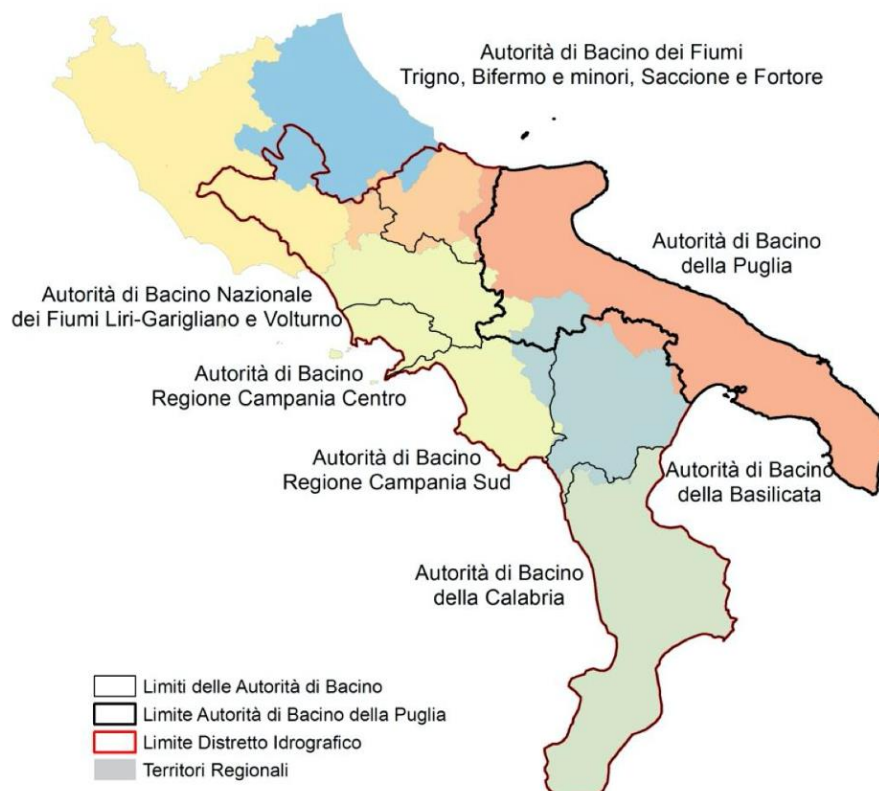 Autorità di Bacino dei Fiumi
Trigno, Bifermo e minori, Saccione e Fortore
Autorità di Bacino
della Puglia
Autorità di Bacino Nazionale
dei Fiumi Liri-Garigliano e Volturno
Autorità di Bacino
Regione Campania Centro
Autorità di Bacino
Regione Campania Sud
Autorità di Bacino
della Basilicata
Autorità di Bacino
della Calabria
Limiti delle Autorità di Bacino
Limite Autorità di Bacino della Puglia
Limite Distretto Idrografico
Territori Regionali